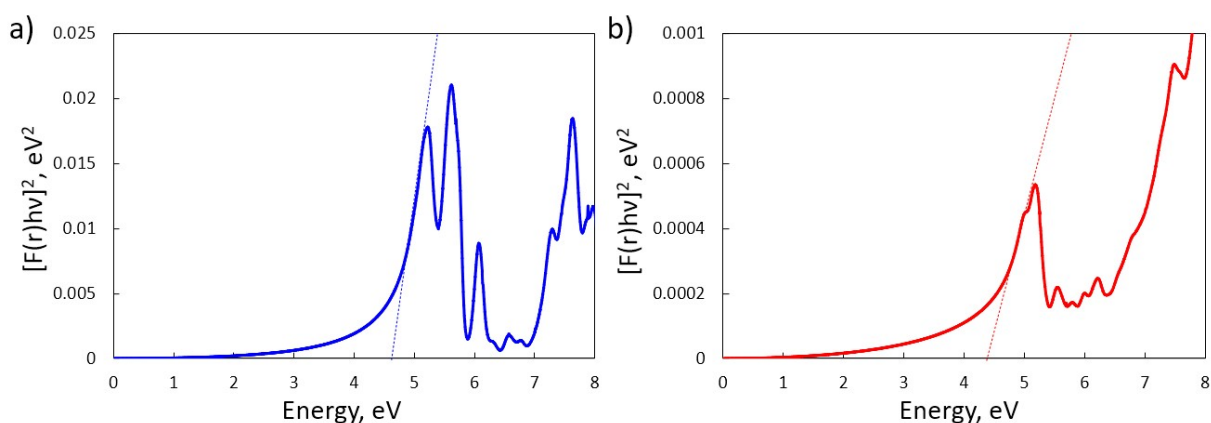 a)
[F(r)hν]², eV²
0.025
0.02
0.015
0.01
0.005
0
0 1 2 3 4 5 6 7 8
Energy, eV
b)
[F(r)hν]², eV²
0.001
0.0008
0.0006
0.0004
0.0002
0
0 1 2 3 4 5 6 7 8
Energy, eV